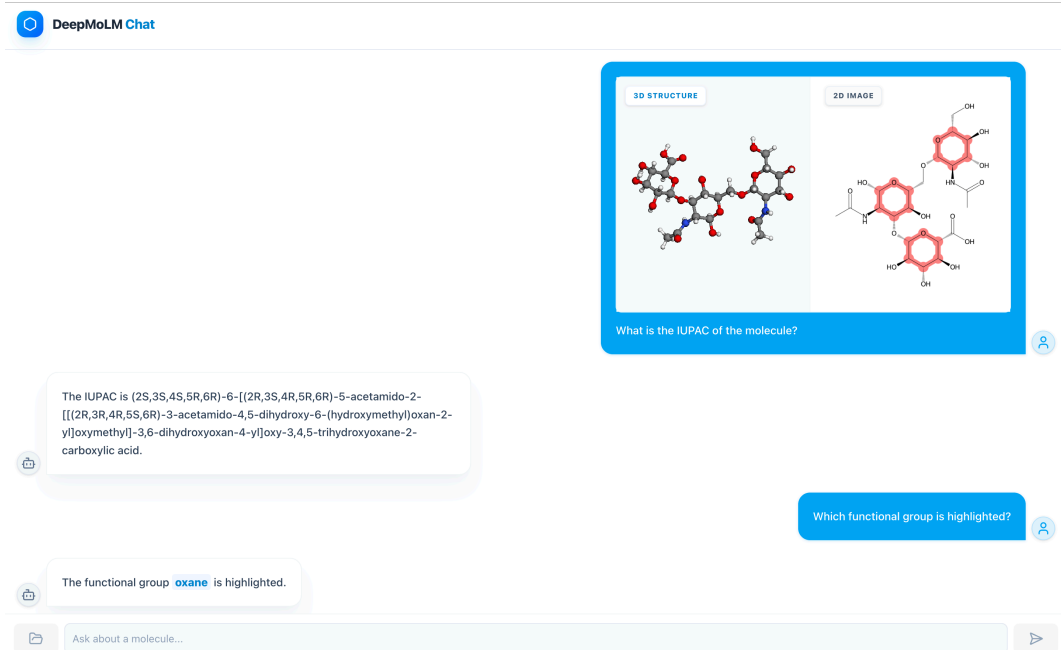 DeepMoLM Chat
3D STRUCTURE
2D IMAGE
OH
OH
O
OH
O
HN
O
HO
O
O
N
H
OH
O
O
O
OH
HO
OH
OH
What is the IUPAC of the molecule?
The IUPAC is (2S,3S,4S,5R,6R)-6-[(2R,3S,4R,5R,6R)-5-acetamido-2-
[[(2R,3R,4R,5S,6R)-3-acetamido-4,5-dihydroxy-6-(hydroxymethyl)oxan-2-
yl]oxymethyl]-3,6-dihydroxyoxan-4-yl]oxy-3,4,5-trihydroxyoxane-2-
carboxylic acid.
Which functional group is highlighted?
The functional group oxane is highlighted.
Ask about a molecule...